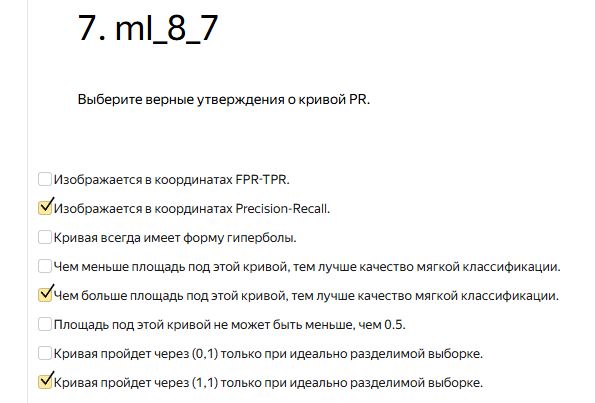 7. ml_8_7
Выберите верные утверждения о кривой PR.
Изображается в координатах FPR-TPR.
Изображается в координатах Precision-Recall.
Кривая всегда имеет форму гиперболы.
Чем меньше площадь под этой кривой, тем лучше качество мягкой классификации.
Чем больше площадь под этой кривой, тем лучше качество мягкой классификации.
Площадь под этой кривой не может быть меньше, чем 0.5.
Кривая пройдет через (0,1) только при идеально разделимой выборке.
Кривая пройдет через (1,1) только при идеально разделимой выборке.